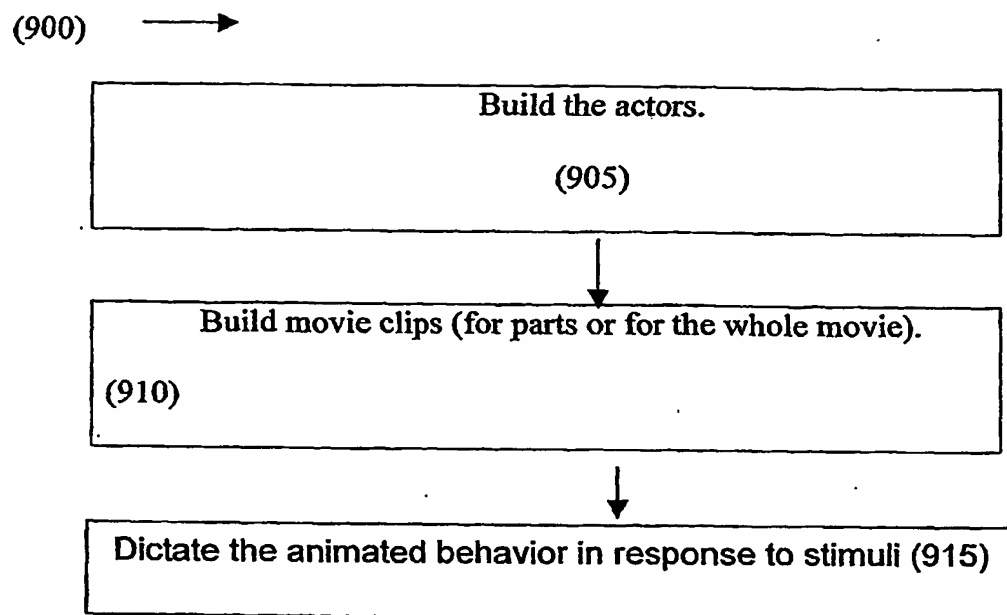 (900)
Build the actors.
(905)
Build movie clips (for parts or for the whole movie).
(910)
Dictate the animated behavior in response to stimuli (915)